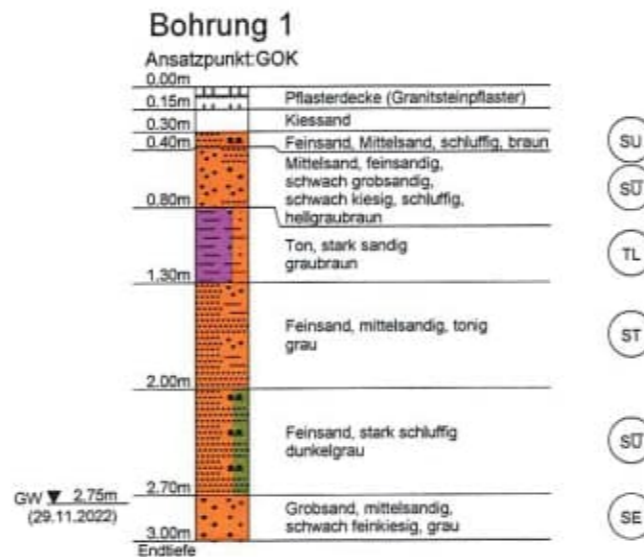 Bohrung 1
Ansatzpunkt:GOK
0.00m
Pflasterdecke (Granitsteinpflaster)
0.15m
Kiessand
0.30m
Feinsand, Mittelsand, schluffig, braun
SU
0.40m
Mittelsand, feinsandig,
schwach grobsandig,
schwach kiesig, schluffig,
hellgraubraun
SU̅
0.80m
Ton, stark sandig
graubraun
TL
1.30m
Feinsand, mittelsandig, tonig
grau
ST
2.00m
Feinsand, stark schluffig
dunkelgrau
SU̅
2.70m
GW ▼ 2,75m
(29.11.2022)
Grobsand, mittelsandig,
schwach feinkiesig, grau
SE
3.00m
Endtiefe